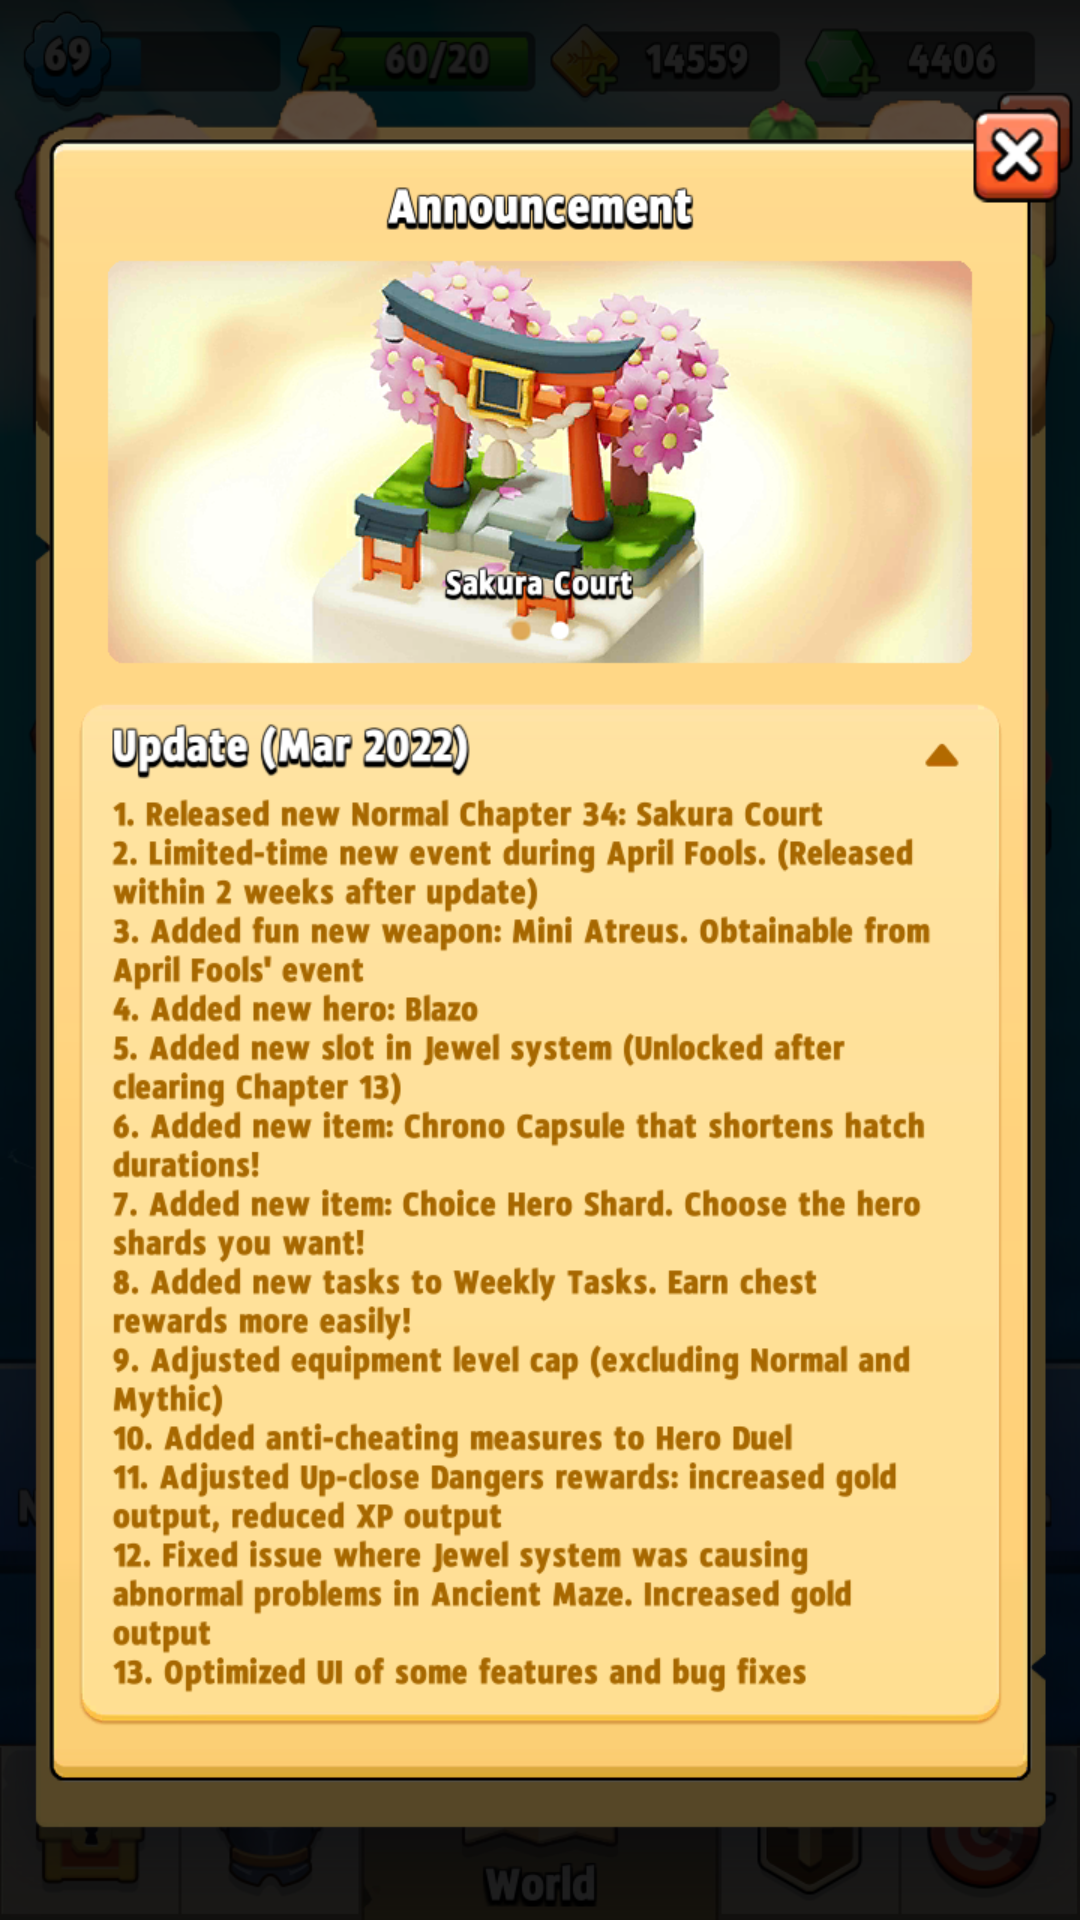 69
60/20
14559
4406
Announcement
Sakura Court
Update (Mar 2022)
1. Released new Normal Chapter 34: Sakura Court
2. Limited-time new event during April Fools. (Released
within 2 weeks after update)
3. Added fun new weapon: Mini Atreus. Obtainable from
April Fools' event
4. Added new hero: Blazo
5. Added new slot in Jewel system (Unlocked after
clearing Chapter 13)
6. Added new item: Chrono Capsule that shortens hatch
durations!
7. Added new item: Choice Hero Shard. Choose the hero
shards you want!
8. Added new tasks to Weekly Tasks. Earn chest
rewards more easily!
9. Adjusted equipment level cap (excluding Normal and
Mythic)
10. Added anti-cheating measures to Hero Duel
11. Adjusted Up-close Dangers rewards: increased gold
output, reduced XP output
12. Fixed issue where Jewel system was causing
abnormal problems in Ancient Maze. Increased gold
output
13. Optimized UI of some features and bug fixes
World